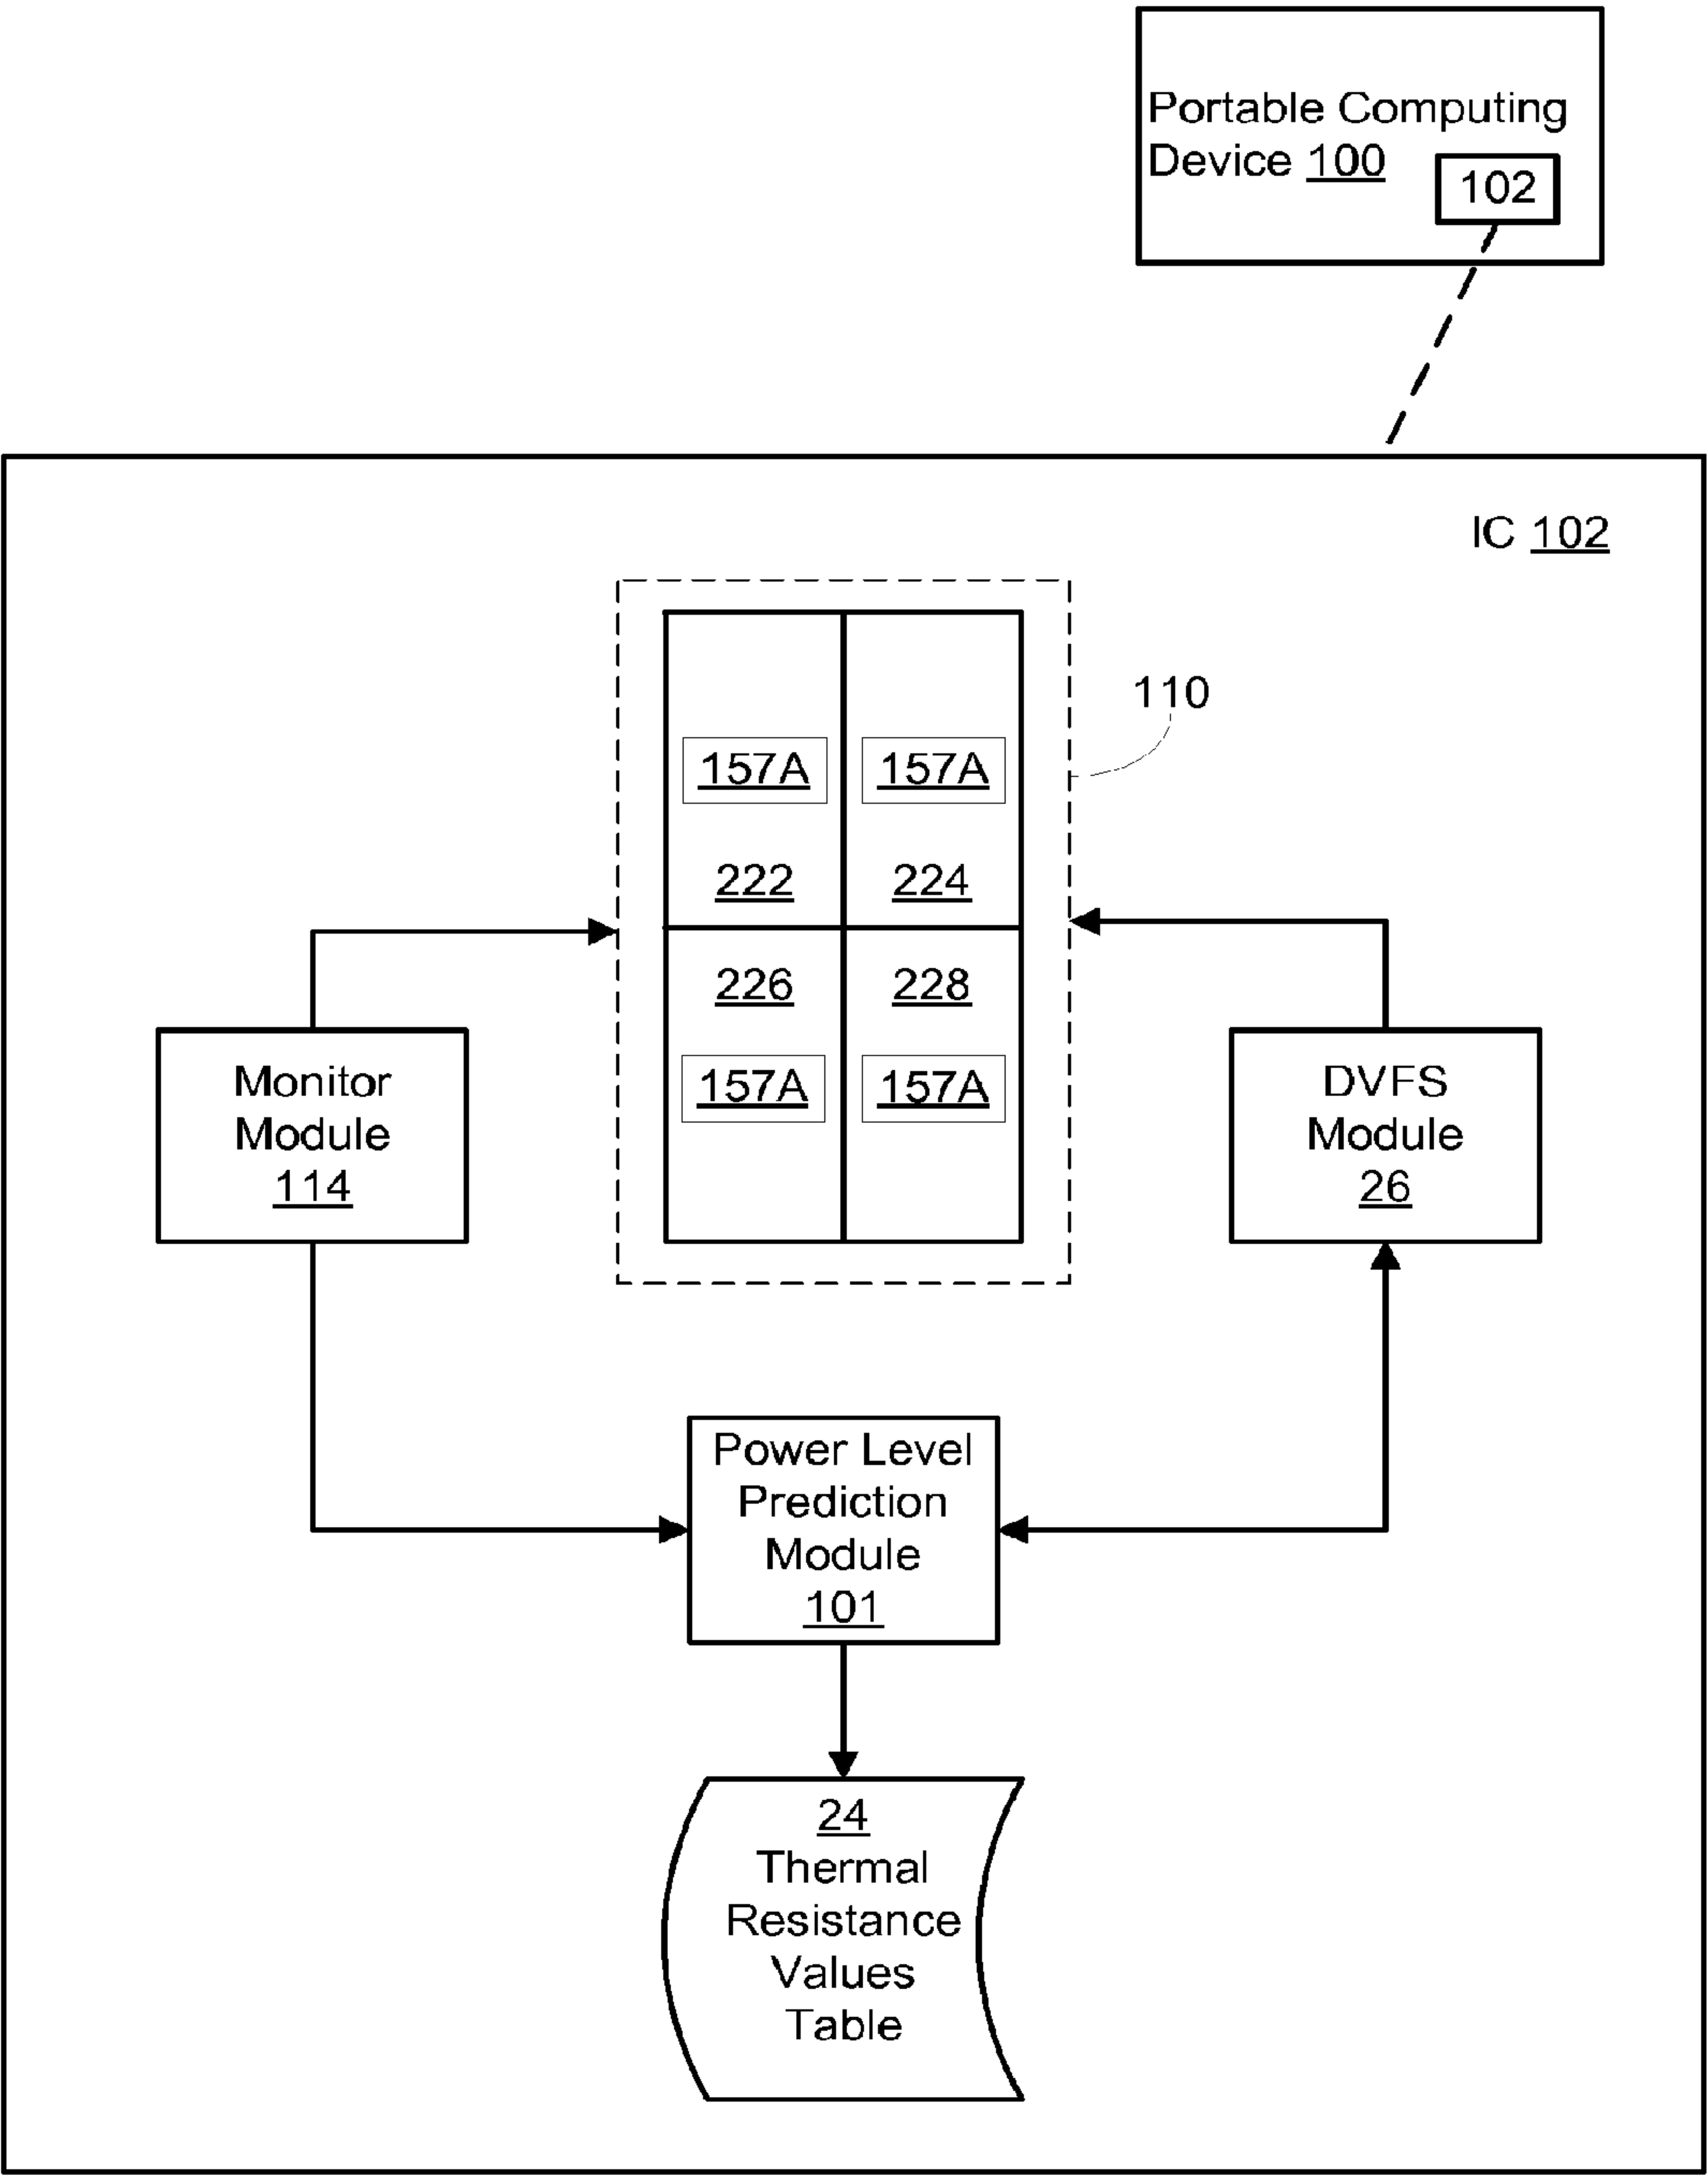 Portable Computing
Device 100
102
IC 102
110
157A 157A
222 224
226 228
157A 157A
Monitor
Module
114
DVFS
Module
26
Power Level
Prediction
Module
101
24
Thermal
Resistance
Values
Table